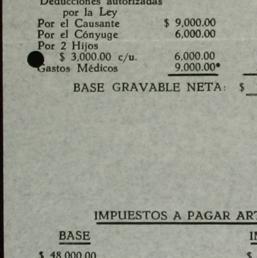 Deducciones autorizadas
por la Ley
Por el Causante $ 9,000.00
Por el Cónyuge 6,000.00
Por 2 Hijos
$ 3,000.00 c/u. 6,000.00
Gastos Médicos 9.000.00*
BASE GRAVABLE NETA: $
IMPUESTOS A PAGAR ART
BASE
$ 48,000.00 $